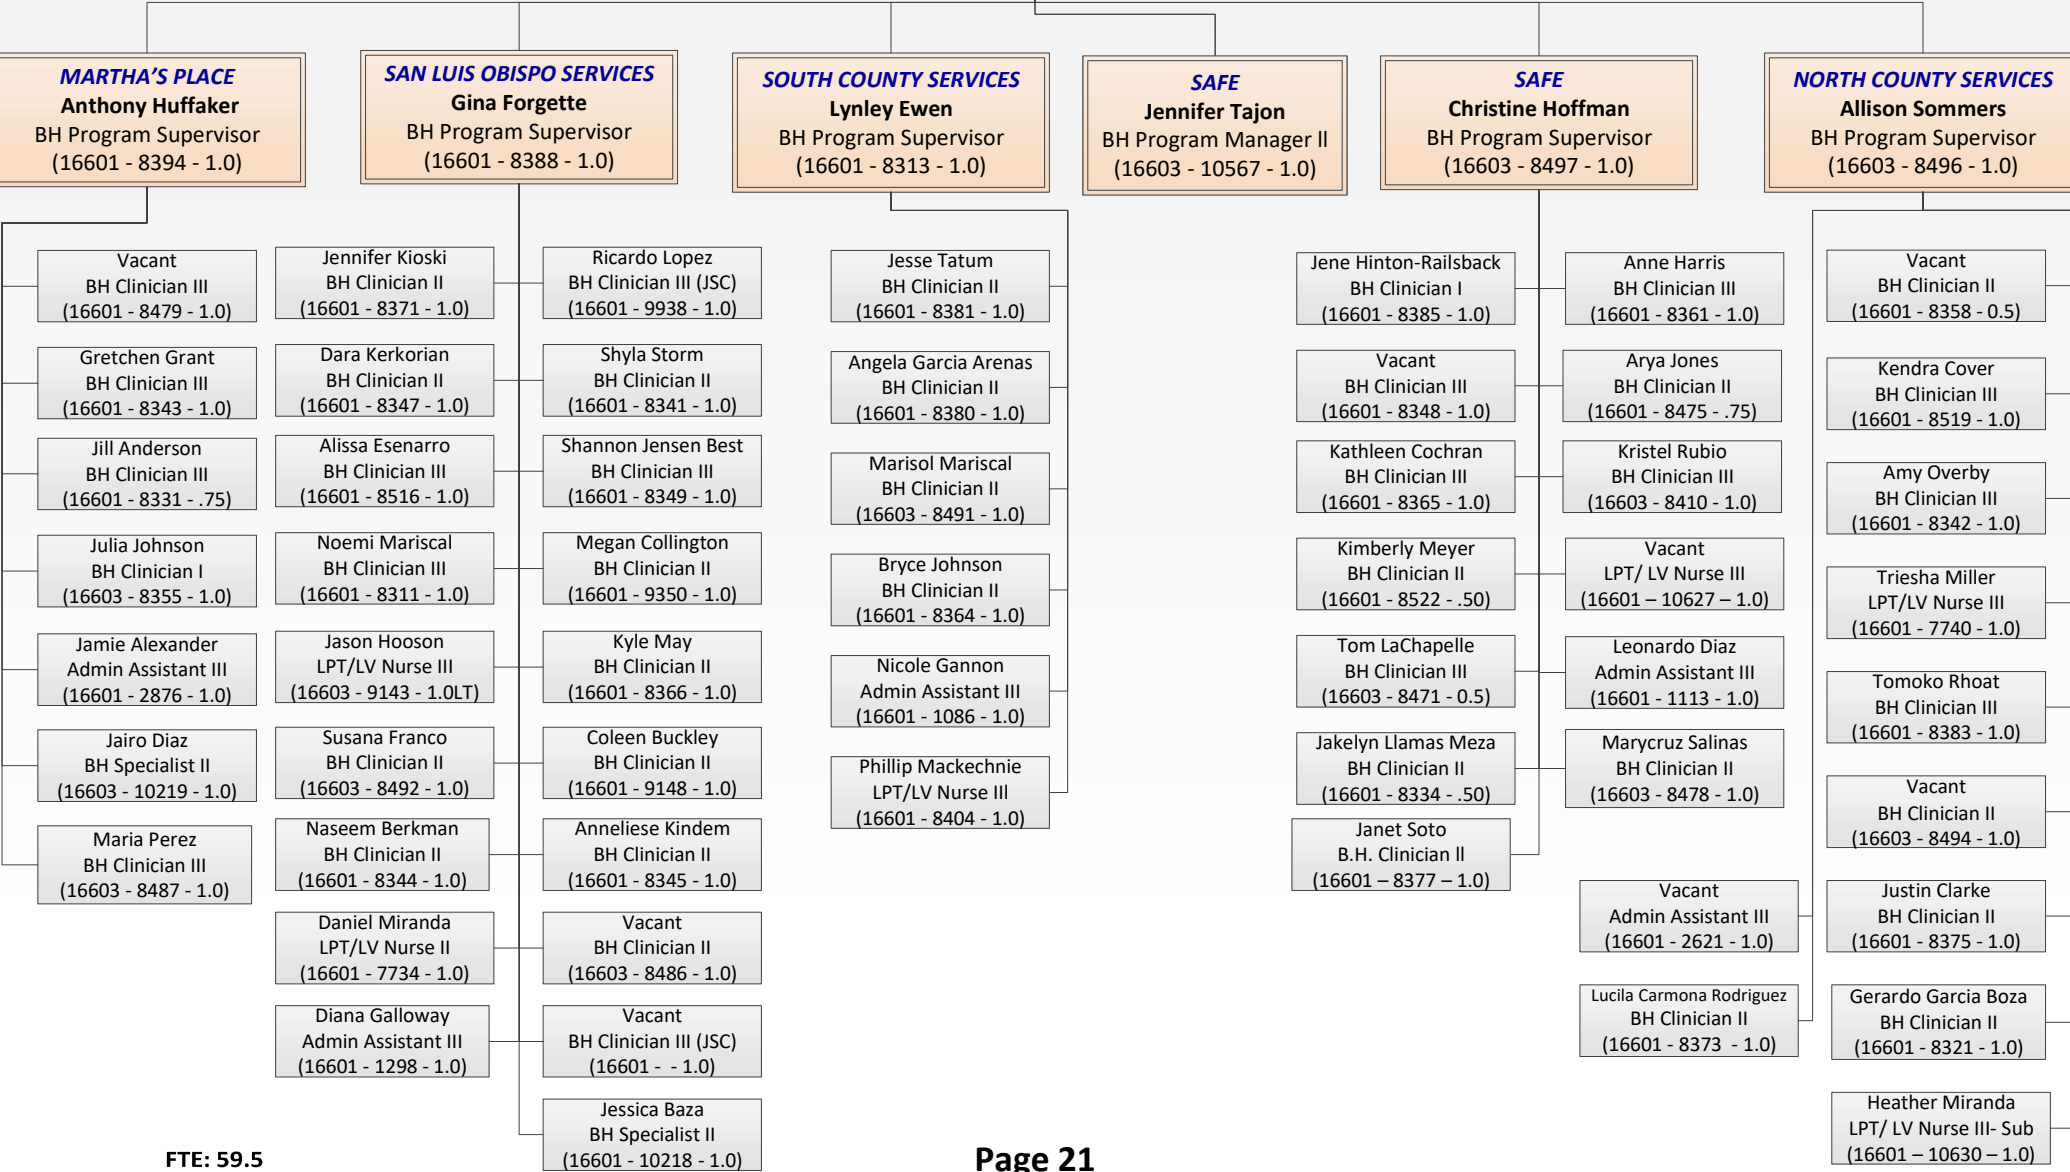 MARTHA'S PLACE
Anthony Huffaker
BH Program Supervisor
(16601 - 8394 - 1.0)
SAN LUIS OBISPO SERVICES
Gina Forgette
BH Program Supervisor
(16601 - 8388 - 1.0)
SOUTH COUNTY SERVICES
Lynley Ewen
BH Program Supervisor
(16601 - 8313 - 1.0)
SAFE
Jennifer Tajon
BH Program Manager ll
(16603 - 10567 - 1.0)
SAFE
Christine Hoffman
BH Program Supervisor
(16603 - 8497 - 1.0)
NORTH COUNTY SERVICES
Allison Sommers
BH Program Supervisor
(16603 - 8496 - 1.0)
Vacant
BH Clinician III
(16601 - 8479 - 1.0)
Gretchen Grant
BH Clinician III
(16601 - 8343 - 1.0)
Jill Anderson
BH Clinician III
(16601 - 8331 - .75)
Julia Johnson
BH Clinician I
(16603 - 8355 - 1.0)
Jamie Alexander
Admin Assistant III
(16601 - 2876 - 1.0)
Jairo Diaz
BH Specialist II
(16603 - 10219 - 1.0)
Maria Perez
BH Clinician III
(16603 - 8487 - 1.0)
Jennifer Kioski
BH Clinician II
(16601 - 8371 - 1.0)
Dara Kerkorian
BH Clinician II
(16601 - 8347 - 1.0)
Alissa Esenarro
BH Clinician III
(16601 - 8516 - 1.0)
Noemi Mariscal
BH Clinician III
(16601 - 8311 - 1.0)
Jason Hooson
LPT/LV Nurse III
(16603 - 9143 - 1.0LT)
Susana Franco
BH Clinician II
(16603 - 8492 - 1.0)
Naseem Berkman
BH Clinician II
(16601 - 8344 - 1.0)
Daniel Miranda
LPT/LV Nurse II
(16601 - 7734 - 1.0)
Diana Galloway
Admin Assistant III
(16601 - 1298 - 1.0)
Ricardo Lopez
BH Clinician III (JSC)
(16601 - 9938 - 1.0)
Shyla Storm
BH Clinician II
(16601 - 8341 - 1.0)
Shannon Jensen Best
BH Clinician III
(16601 - 8349 - 1.0)
Megan Collington
BH Clinician II
(16601 - 9350 - 1.0)
Kyle May
BH Clinician II
(16601 - 8366 - 1.0)
Coleen Buckley
BH Clinician II
(16601 - 9148 - 1.0)
Anneliese Kindem
BH Clinician II
(16601 - 8345 - 1.0)
Vacant
BH Clinician II
(16603 - 8486 - 1.0)
Vacant
BH Clinician III (JSC)
(16601 - - 1.0)
Jessica Baza
BH Specialist II
(16601 - 10218 - 1.0)
Jesse Tatum
BH Clinician II
(16601 - 8381 - 1.0)
Angela Garcia Arenas
BH Clinician II
(16601 - 8380 - 1.0)
Marisol Mariscal
BH Clinician II
(16603 - 8491 - 1.0)
Bryce Johnson
BH Clinician II
(16601 - 8364 - 1.0)
Nicole Gannon
Admin Assistant III
(16601 - 1086 - 1.0)
Phillip Mackechnie
LPT/LV Nurse IIl
(16601 - 8404 - 1.0)
Jene Hinton-Railsback
BH Clinician I
(16601 - 8385 - 1.0)
Vacant
BH Clinician III
(16601 - 8348 - 1.0)
Kathleen Cochran
BH Clinician III
(16601 - 8365 - 1.0)
Kimberly Meyer
BH Clinician II
(16601 - 8522 - .50)
Tom LaChapelle
BH Clinician III
(16603 - 8471 - 0.5)
Jakelyn Llamas Meza
BH Clinician II
(16601 - 8334 - .50)
Janet Soto
B.H. Clinician ll
(16601 – 8377 – 1.0)
Anne Harris
BH Clinician III
(16601 - 8361 - 1.0)
Arya Jones
BH Clinician II
(16601 - 8475 - .75)
Kristel Rubio
BH Clinician III
(16603 - 8410 - 1.0)
Vacant
LPT/ LV Nurse III
(16601 – 10627 – 1.0)
Leonardo Diaz
Admin Assistant III
(16601 - 1113 - 1.0)
Marycruz Salinas
BH Clinician II
(16603 - 8478 - 1.0)
Vacant
Admin Assistant III
(16601 - 2621 - 1.0)
Lucila Carmona Rodriguez
BH Clinician II
(16601 - 8373 - 1.0)
Vacant
BH Clinician II
(16601 - 8358 - 0.5)
Kendra Cover
BH Clinician III
(16601 - 8519 - 1.0)
Amy Overby
BH Clinician III
(16601 - 8342 - 1.0)
Triesha Miller
LPT/LV Nurse III
(16601 - 7740 - 1.0)
Tomoko Rhoat
BH Clinician III
(16601 - 8383 - 1.0)
Vacant
BH Clinician II
(16603 - 8494 - 1.0)
Justin Clarke
BH Clinician II
(16601 - 8375 - 1.0)
Gerardo Garcia Boza
BH Clinician II
(16601 - 8321 - 1.0)
Heather Miranda
LPT/ LV Nurse III- Sub
(16601 – 10630 – 1.0)
FTE: 59.5
Page 21